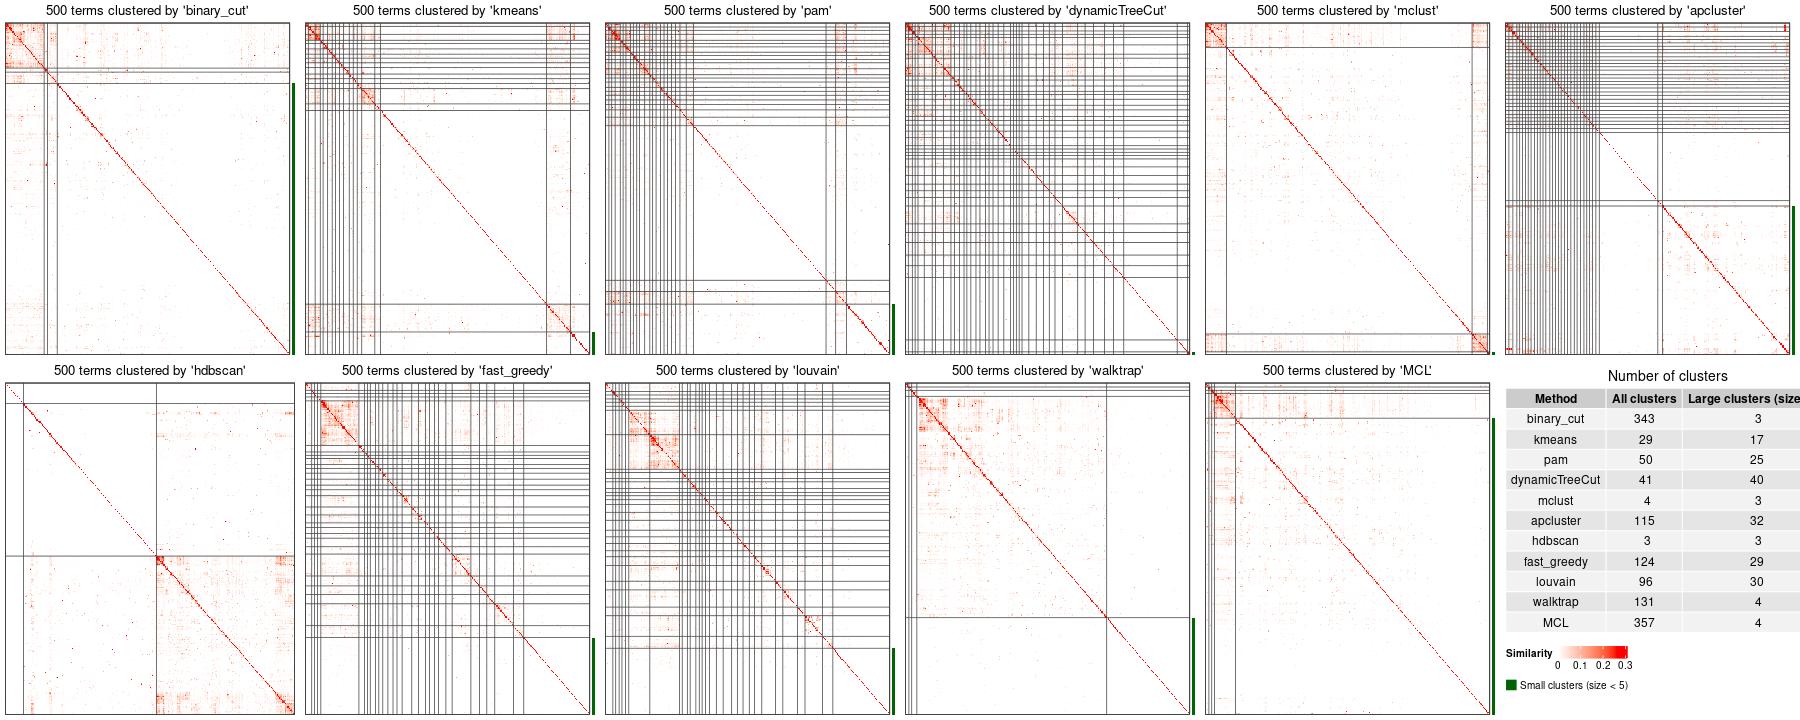 500 terms clustered by 'binary_cut'
500 terms clustered by 'kmeans'
500 terms clustered by 'pam'
500 terms clustered by 'dynamicTreeCut'
500 terms clustered by 'mclust'
500 terms clustered by 'apcluster'
500 terms clustered by 'hdbscan'
500 terms clustered by 'fast_greedy'
500 terms clustered by 'louvain'
500 terms clustered by 'walktrap'
500 terms clustered by 'MCL'
Number of clusters
Method All clusters Large clusters (size
binary_cut 343 3
kmeans 29 17
pam 50 25
dynamicTreeCut 41 40
mclust 4 3
apcluster 115 32
hdbscan 3 3
fast_greedy 124 29
louvain 96 30
walktrap 131 4
MCL 357 4
Similarity
0 0.1 0.2 0.3
Small clusters (size < 5)